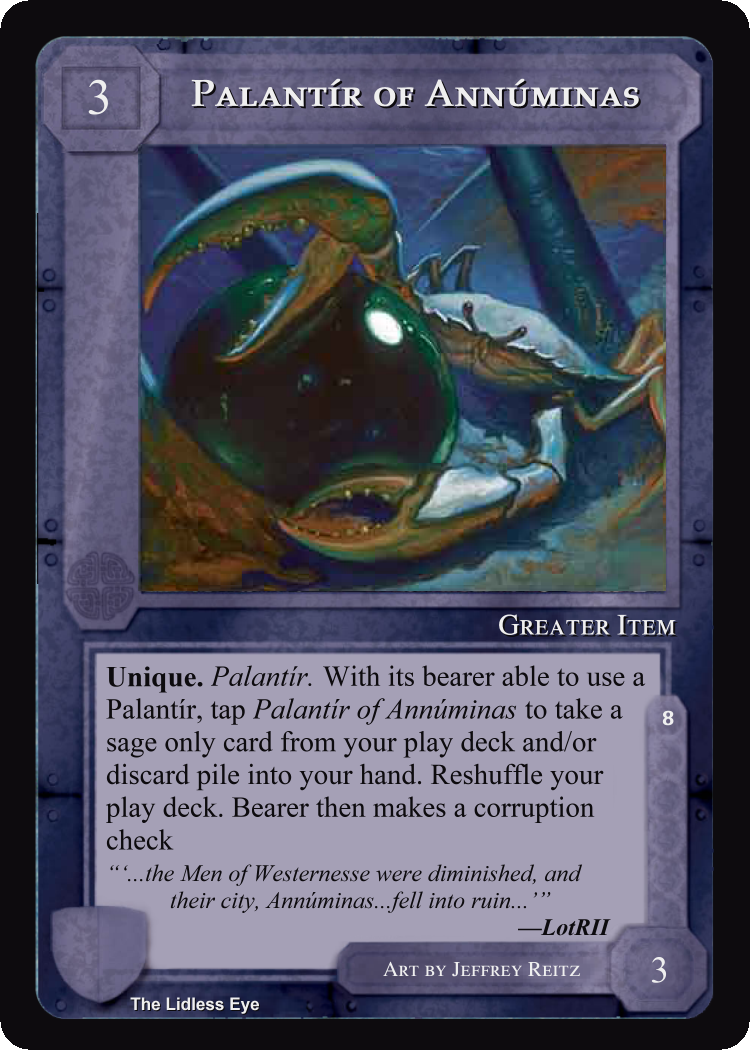 3
Palantír of Annúminas
Greater Item
Unique. Palantír. With its bearer able to use a
Palantír, tap Palantír of Annúminas to take a
sage only card from your play deck and/or
discard pile into your hand. Reshuffle your
play deck. Bearer then makes a corruption
check
8
“‘...the Men of Westernesse were diminished, and
their city, Annúminas...fell into ruin...’”
—LotRII
Art by Jeffrey Reitz
3
The Lidless Eye